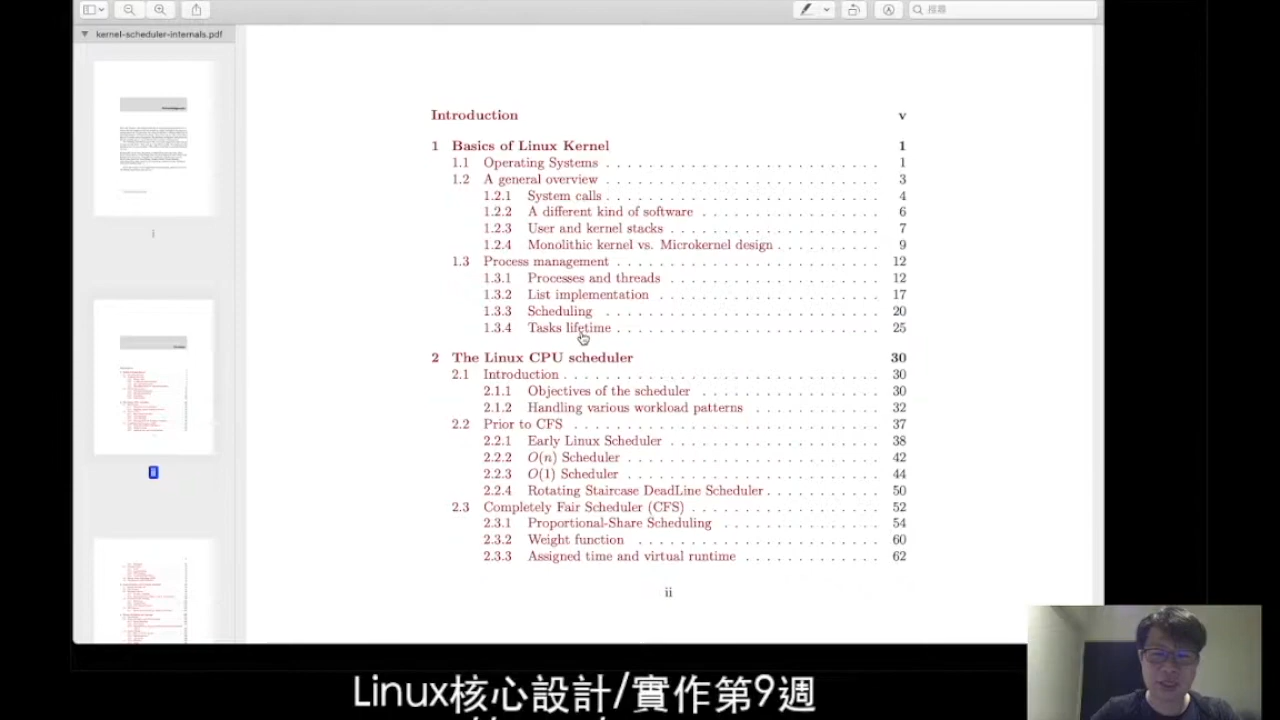 搜尋
kernel-scheduler-internals.pdf
i
ii
Introduction v
1 Basics of Linux Kernel 1
1.1 Operating Systems 1
1.2 A general overview 3
1.2.1 System calls 4
1.2.2 A different kind of software 6
1.2.3 User and kernel stacks 7
1.2.4 Monolithic kernel vs. Microkernel design 9
1.3 Process management 12
1.3.1 Processes and threads 12
1.3.2 List implementation 17
1.3.3 Scheduling 20
1.3.4 Tasks lifetime 25
2 The Linux CPU scheduler 30
2.1 Introduction 30
2.1.1 Objectives of the scheduler 30
2.1.2 Handling various workload patterns 32
2.2 Prior to CFS 37
2.2.1 Early Linux Scheduler 38
2.2.2 O(n) Scheduler 42
2.2.3 O(1) Scheduler 44
2.2.4 Rotating Staircase DeadLine Scheduler 50
2.3 Completely Fair Scheduler (CFS) 52
2.3.1 Proportional-Share Scheduling 54
2.3.2 Weight function 60
2.3.3 Assigned time and virtual runtime 62
ii
Linux核心設計/實作第9週